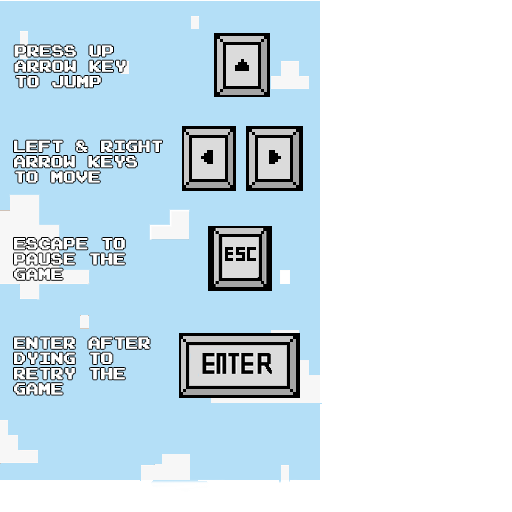 PRESS UP
ARROW KEY
TO JUMP
LEFT & RIGHT
ARROW KEYS
TO MOVE
ESCAPE TO
PAUSE THE
GAME
ESC
ENTER AFTER
DYING TO
RETRY THE
GAME
ENTER